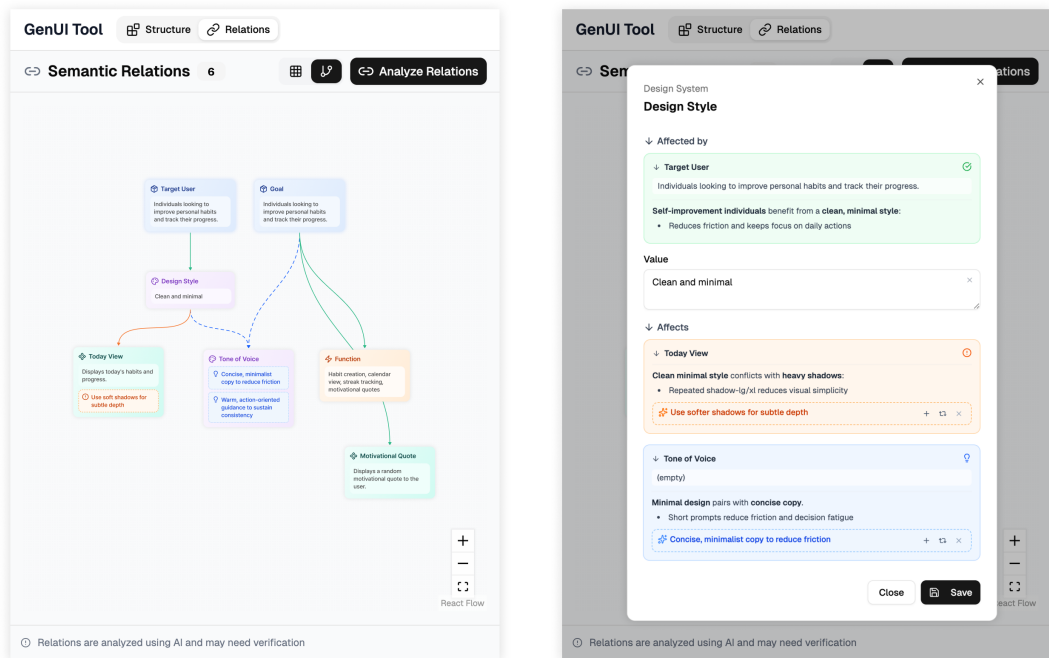 GenUI Tool
Structure
Relations
Semantic Relations
6
Analyze Relations
Target User
Individuals looking to
improve personal habits
and track their progress.
Goal
Individuals looking to
improve personal habits
and track their progress.
Design Style
Clean and minimal
Today View
Displays today's habits and
progress.
Use soft shadows for
subtle depth
Tone of Voice
Concise, minimalist
copy to reduce friction
Warm, action-oriented
guidance to sustain
consistency
Function
Habit creation, calendar
view, streak tracking,
motivational quotes
Motivational Quote
Displays a random
motivational quote to the
user.
React Flow
Relations are analyzed using AI and may need verification
GenUI Tool
Structure
Relations
Sem
ations
Design System
Design Style
Affected by
Target User
Individuals looking to improve personal habits and track their progress.
Self-improvement individuals benefit from a clean, minimal style:
• Reduces friction and keeps focus on daily actions
Value
Clean and minimal
Affects
Today View
Clean minimal style conflicts with heavy shadows:
• Repeated shadow-lg/xl reduces visual simplicity
Use softer shadows for subtle depth
Tone of Voice
(empty)
Minimal design pairs with concise copy.
• Short prompts reduce friction and decision fatigue
Concise, minimalist copy to reduce friction
Close
Save
eact Flow
Relations are analyzed using AI and may need verification